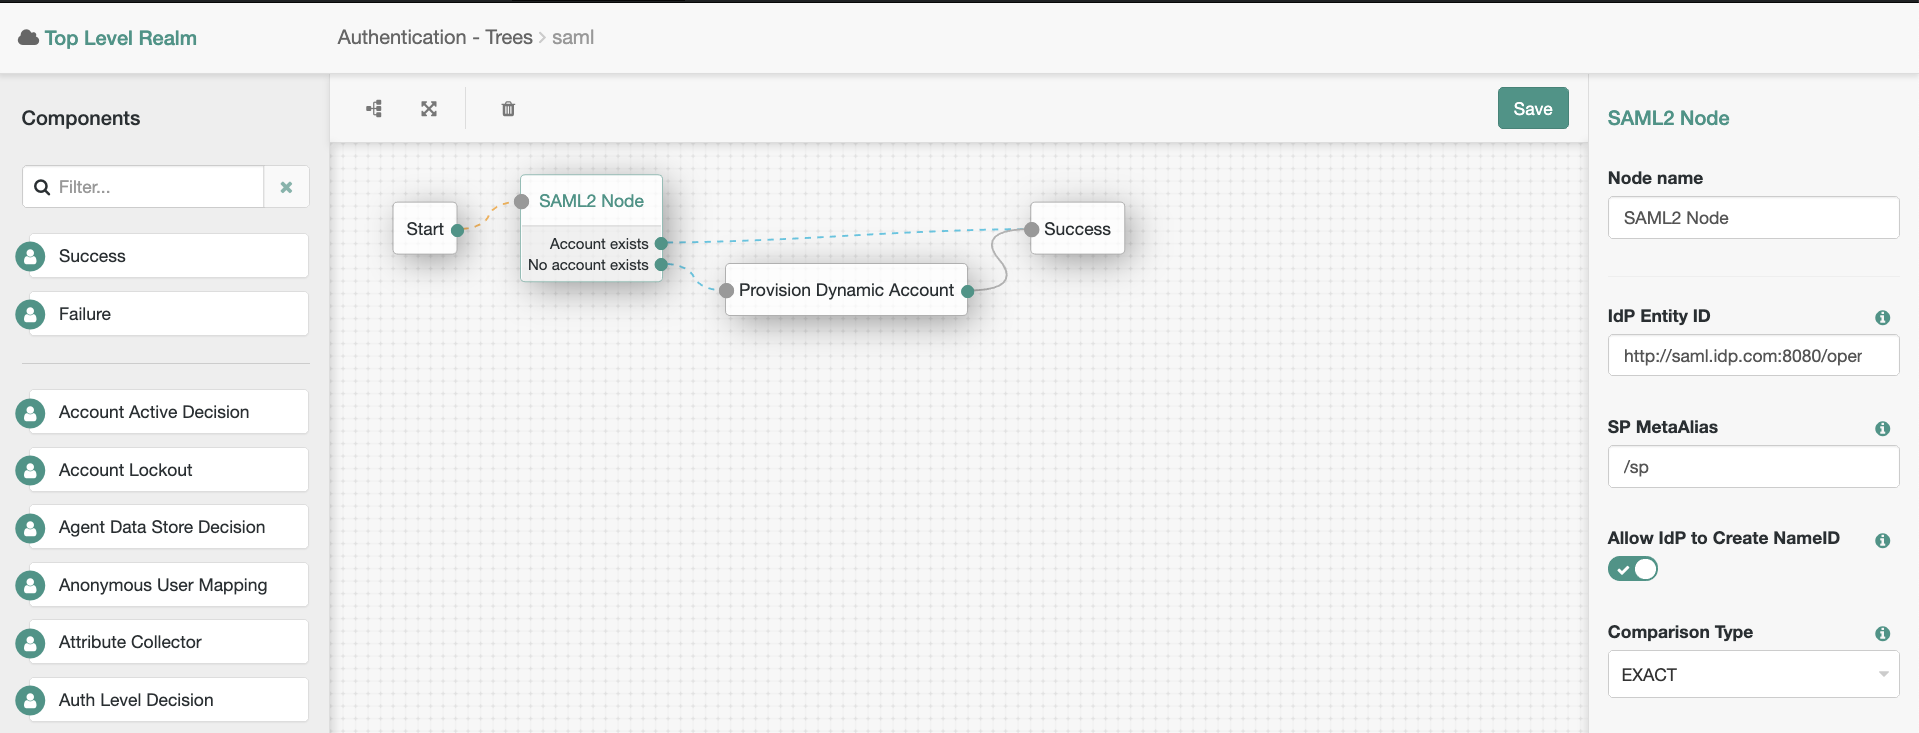 Top Level Realm
Authentication - Trees > saml
Components
Filter...
Success
Failure
Account Active Decision
Account Lockout
Agent Data Store Decision
Anonymous User Mapping
Attribute Collector
Auth Level Decision
Save
Start
SAML2 Node
Account exists
No account exists
Provision Dynamic Account
Success
SAML2 Node
Node name
SAML2 Node
IdP Entity ID
http://saml.idp.com:8080/oper
SP MetaAlias
/sp
Allow IdP to Create NameID
Comparison Type
EXACT